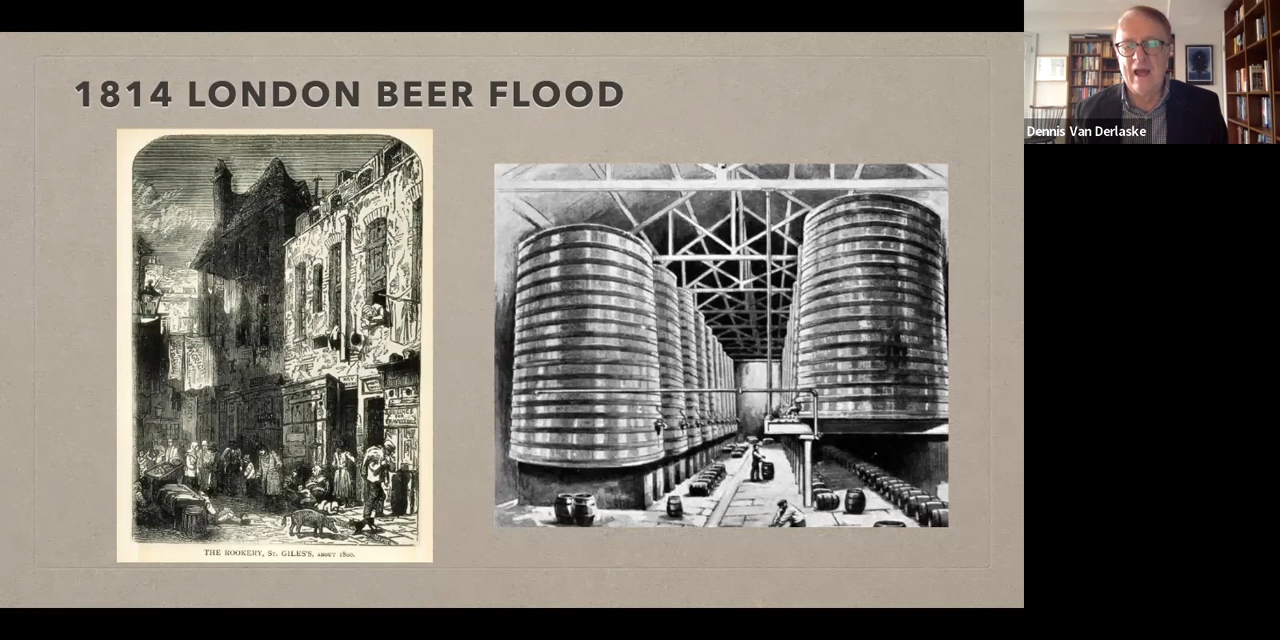 1814 LONDON BEER FLOOD
THE ROOKERY, ST. GILES'S, ABOUT 1800.
Dennis Van Derlaske